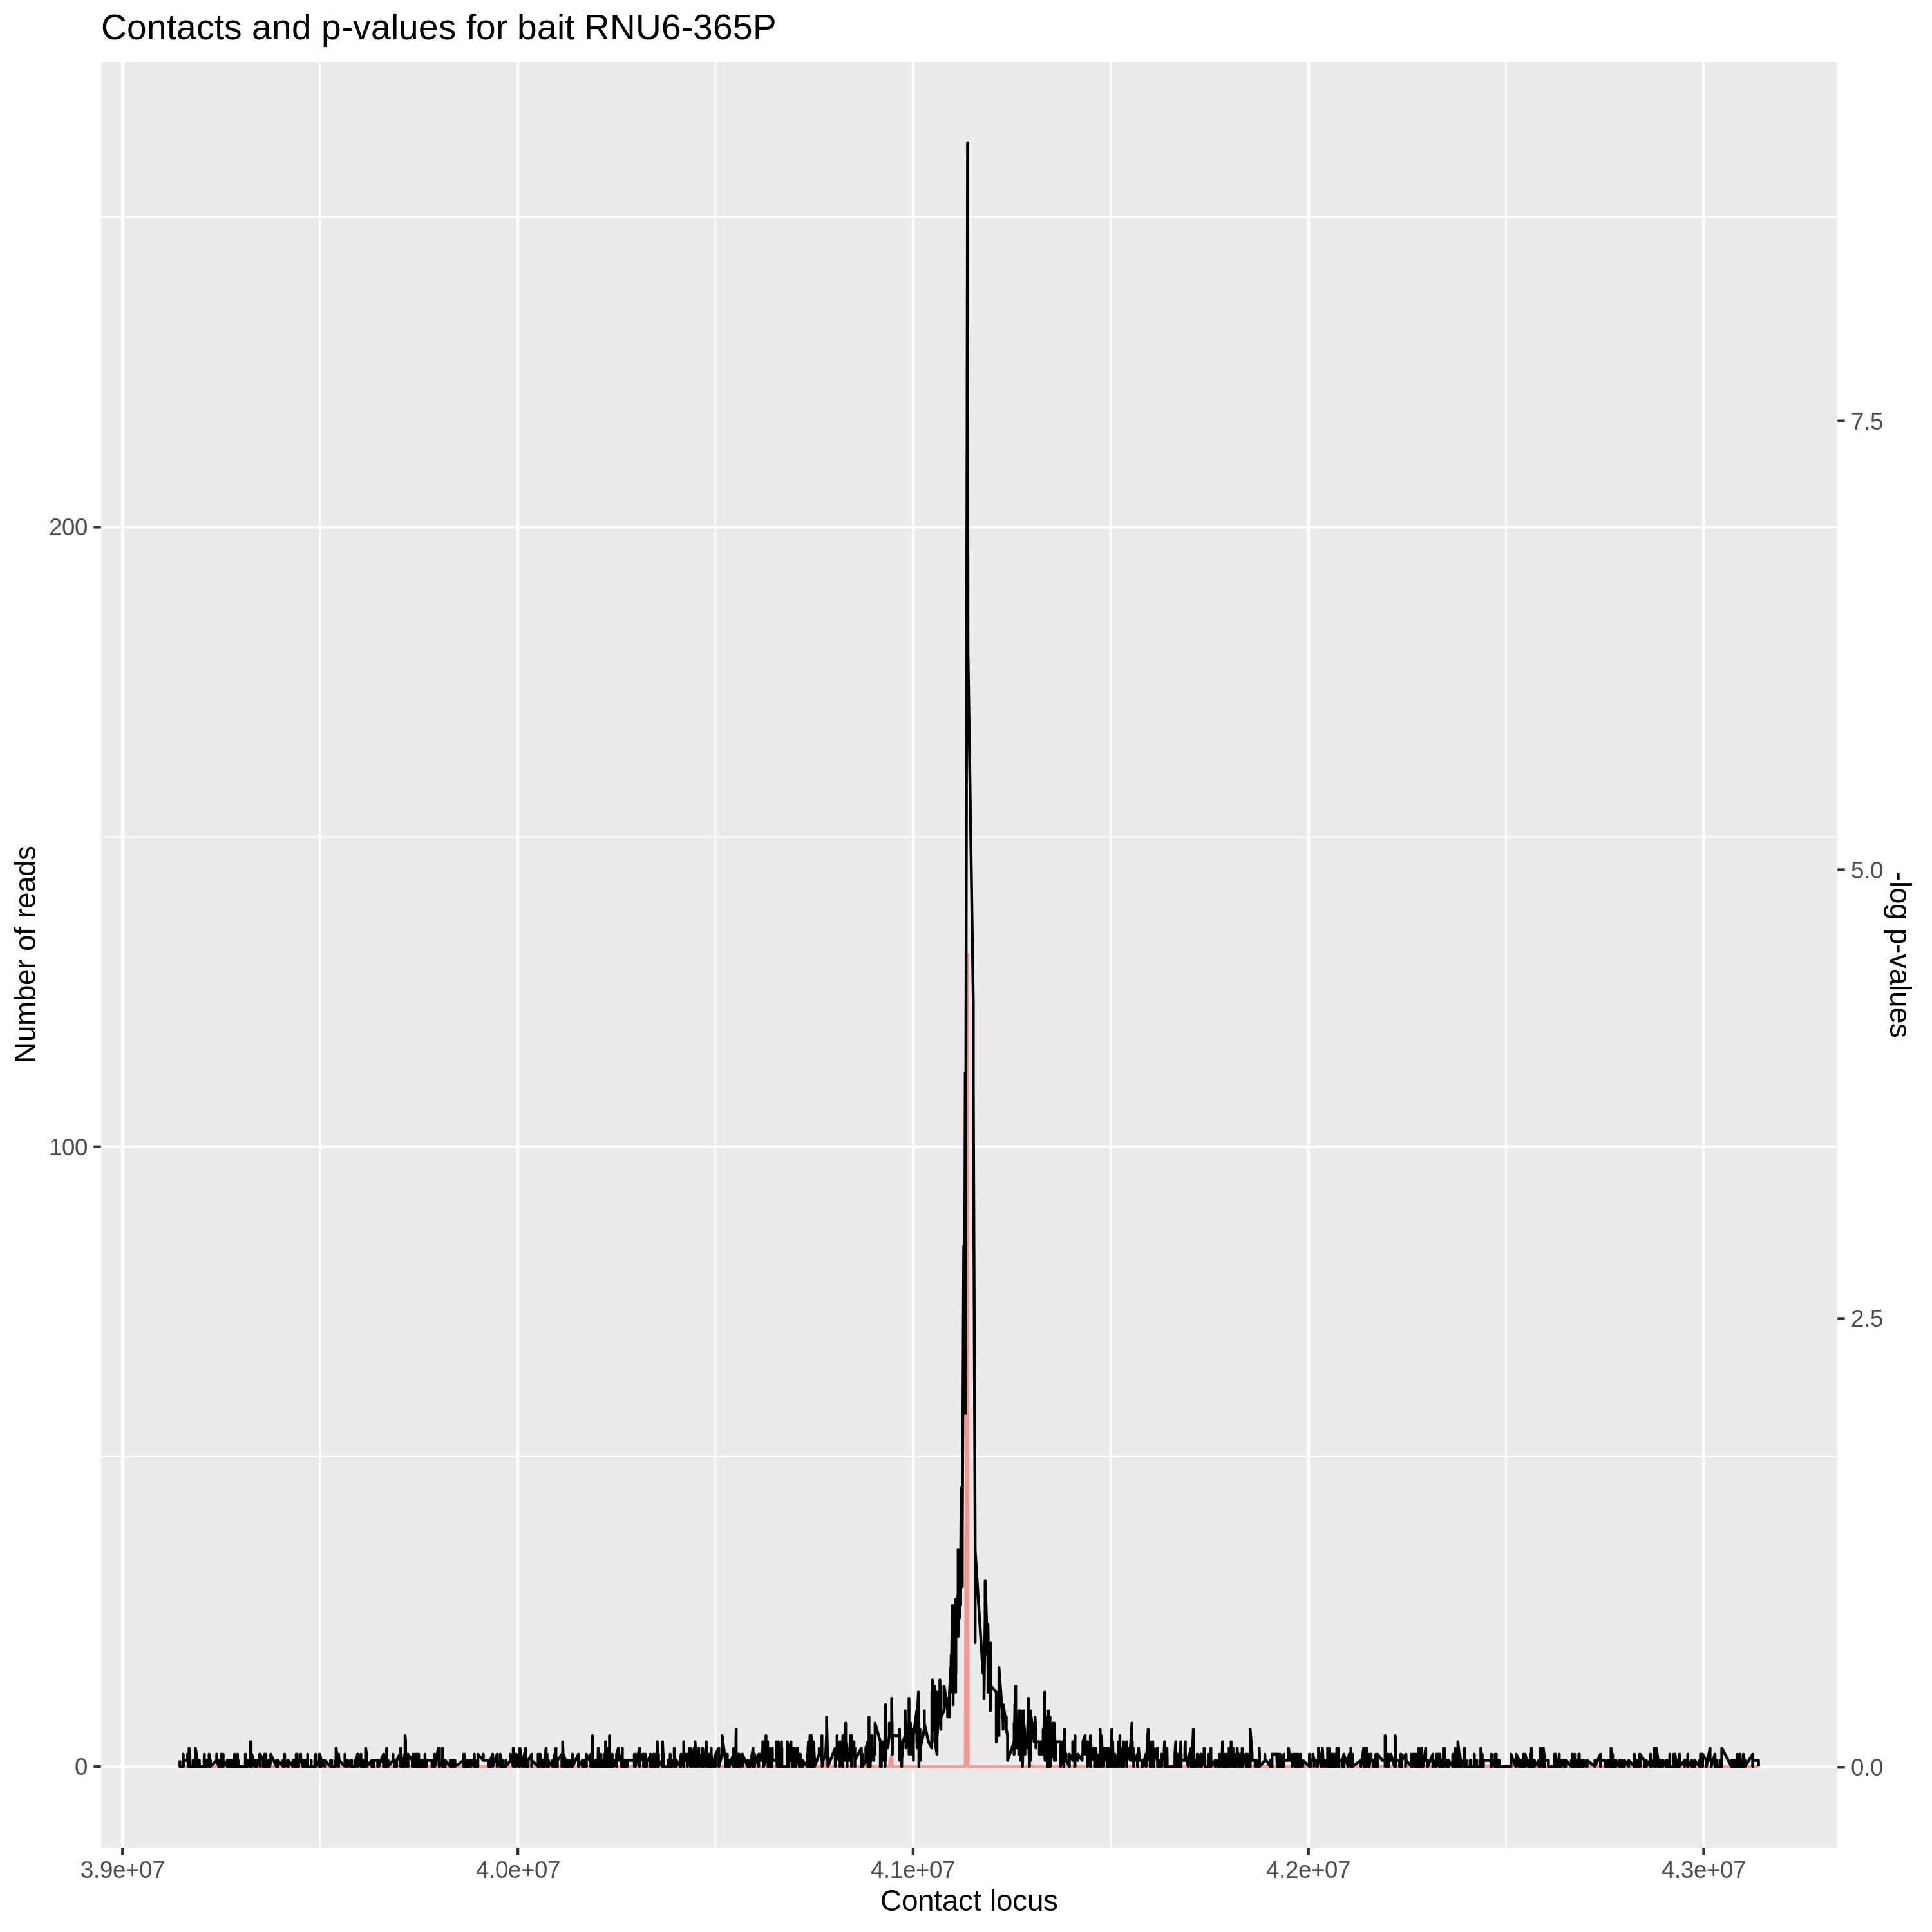 Contacts and p-values for bait RNU6-365P
Number of reads
200
100
0
7.5
5.0
2.5
0.0
-log p-values
3.9e+07
4.0e+07
4.1e+07
4.2e+07
4.3e+07
Contact locus